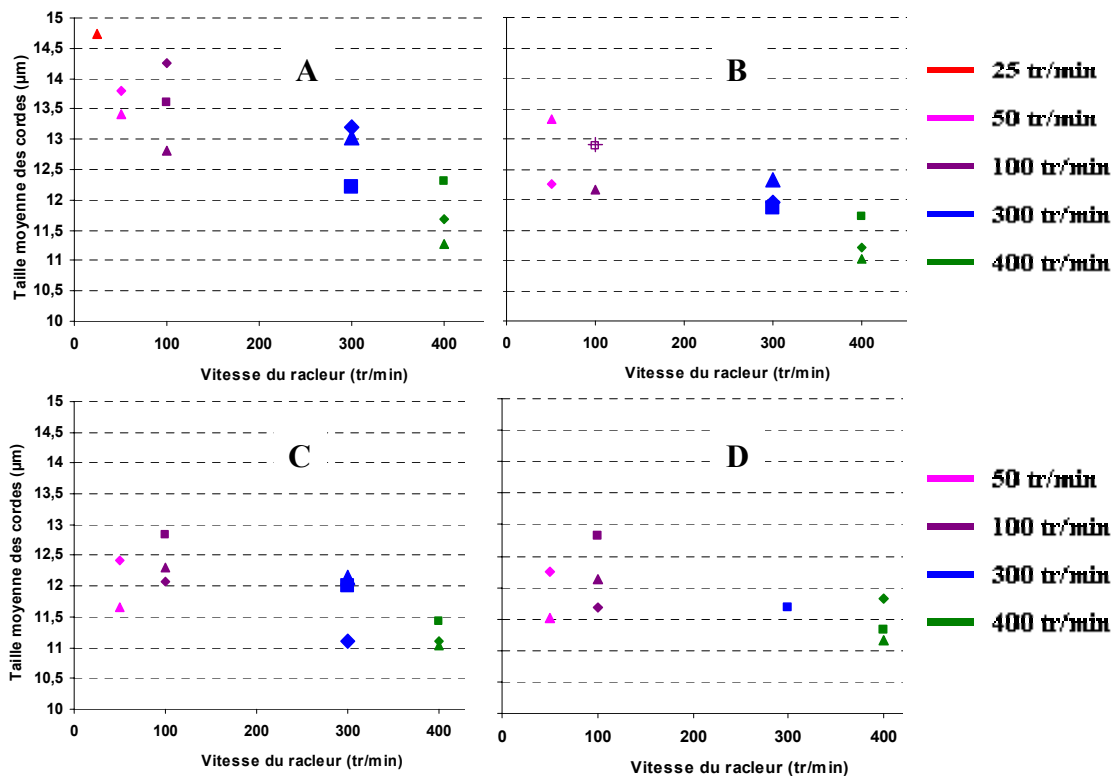 15
14,5
14
13,5
13
12,5
12
11,5
11
10,5
10
Taille moyenne des cordes (µm)
A
0 100 200 300 400
Vitesse du racleur (tr/min)
B
0 100 200 300 400
Vitesse du racleur (tr/min)
25 tr/min
50 tr/min
100 tr/min
300 tr/min
400 tr/min
15
14,5
14
13,5
13
12,5
12
11,5
11
10,5
10
Taille moyenne des cordes (µm)
C
0 100 200 300 400
Vitesse du racleur (tr/min)
D
0 100 200 300 400
Vitesse du racleur (tr/min)
50 tr/min
100 tr/min
300 tr/min
400 tr/min